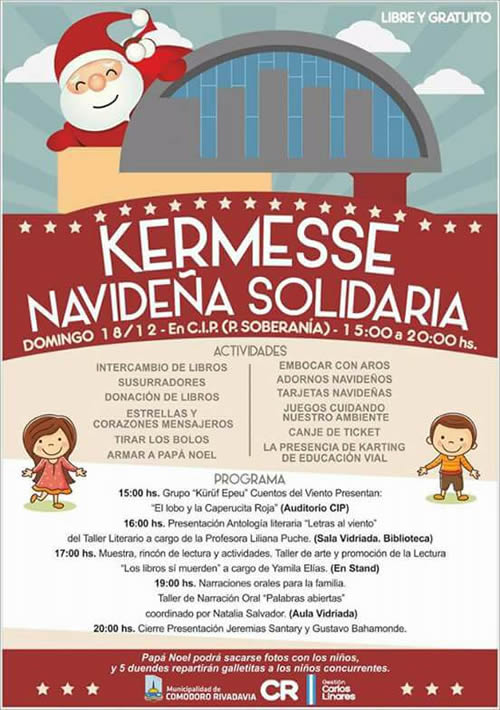 LIBRE Y GRATUITO
KERMESSE
NAVIDEÑA SOLIDARIA
DOMINGO 18/12 - En C.I.P. (P. SOBERANÍA) - 15:00 a 20:00 hs.
ACTIVIDADES
INTERCAMBIO DE LIBROS
SUSURRADORES
DONACIÓN DE LIBROS
ESTRELLAS Y
CORAZONES MENSAJEROS
TIRAR LOS BOLOS
ARMAR A PAPÁ NOEL
EMBOCAR CON AROS
ADORNOS NAVIDEÑOS
TARJETAS NAVIDEÑAS
JUEGOS CUIDANDO
NUESTRO AMBIENTE
CANJE DE TICKET
LA PRESENCIA DE KARTING
DE EDUCACIÓN VIAL
PROGRAMA
15:00 hs. Grupo “Kürüf Epeu” Cuentos del Viento Presentan:
“El lobo y la Caperucita Roja” (Auditorio CIP)
16:00 hs. Presentación Antología literaria “Letras al viento”
del Taller Literario a cargo de la Profesora Liliana Puche. (Sala Vidriada. Biblioteca)
17:00 hs. Muestra, rincón de lectura y actividades. Taller de arte y promoción de la Lectura
“Los libros sí muerden” a cargo de Yamila Elías. (En Stand)
19:00 hs. Narraciones orales para la familia.
Taller de Narración Oral “Palabras abiertas”
coordinado por Natalia Salvador. (Aula Vidriada)
20:00 hs. Cierre Presentación Jeremias Santary y Gustavo Bahamonde.
Papá Noel podrá sacarse fotos con los niños,
y 5 duendes repartirán galletitas a los niños concurrentes.
Municipalidad de
COMODORO RIVADAVIA
CR
Gestión
Carlos
Linares